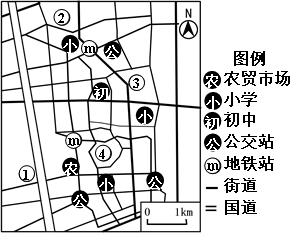 ② N
小 m 公
图例
③
农 农贸市场
初
小 小学
小
初 初中
m
公 公交站
④
m 地铁站
①
农
小 公
街道
公
国道
0 1km